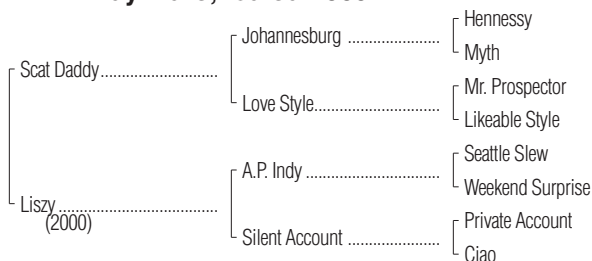 Hennessy
Johannesburg ......................
Myth
Scat Daddy............................
Mr. Prospector
Love Style..............................
Likeable Style
Seattle Slew
A.P. Indy ................................
Weekend Surprise
Liszy ......................................
(2000)
Private Account
Silent Account ......................
Ciao